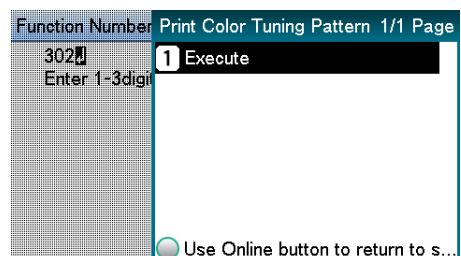 Function Number
302
Enter 1-3digi
Print Color Tuning Pattern 1/1 Page
1 Execute
Use Online button to return to s...